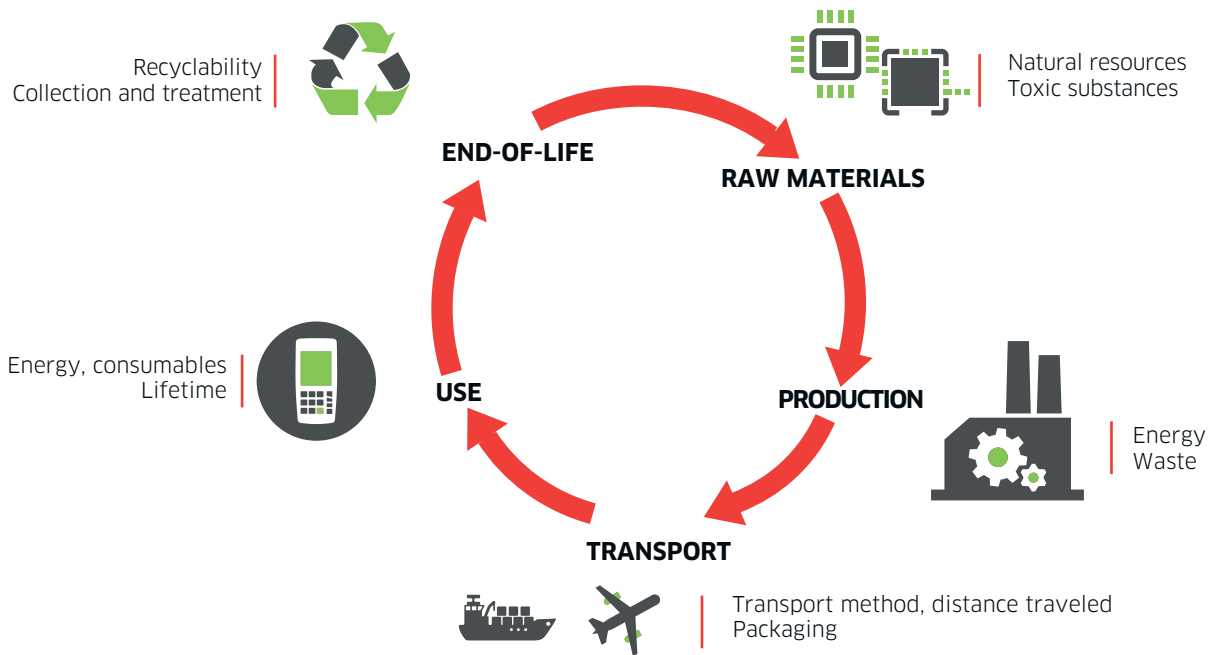 Recyclability
Collection and treatment
Natural resources
Toxic substances
END-OF-LIFE
RAW MATERIALS
Energy, consumables
Lifetime
USE
PRODUCTION
Energy
Waste
TRANSPORT
Transport method, distance traveled
Packaging